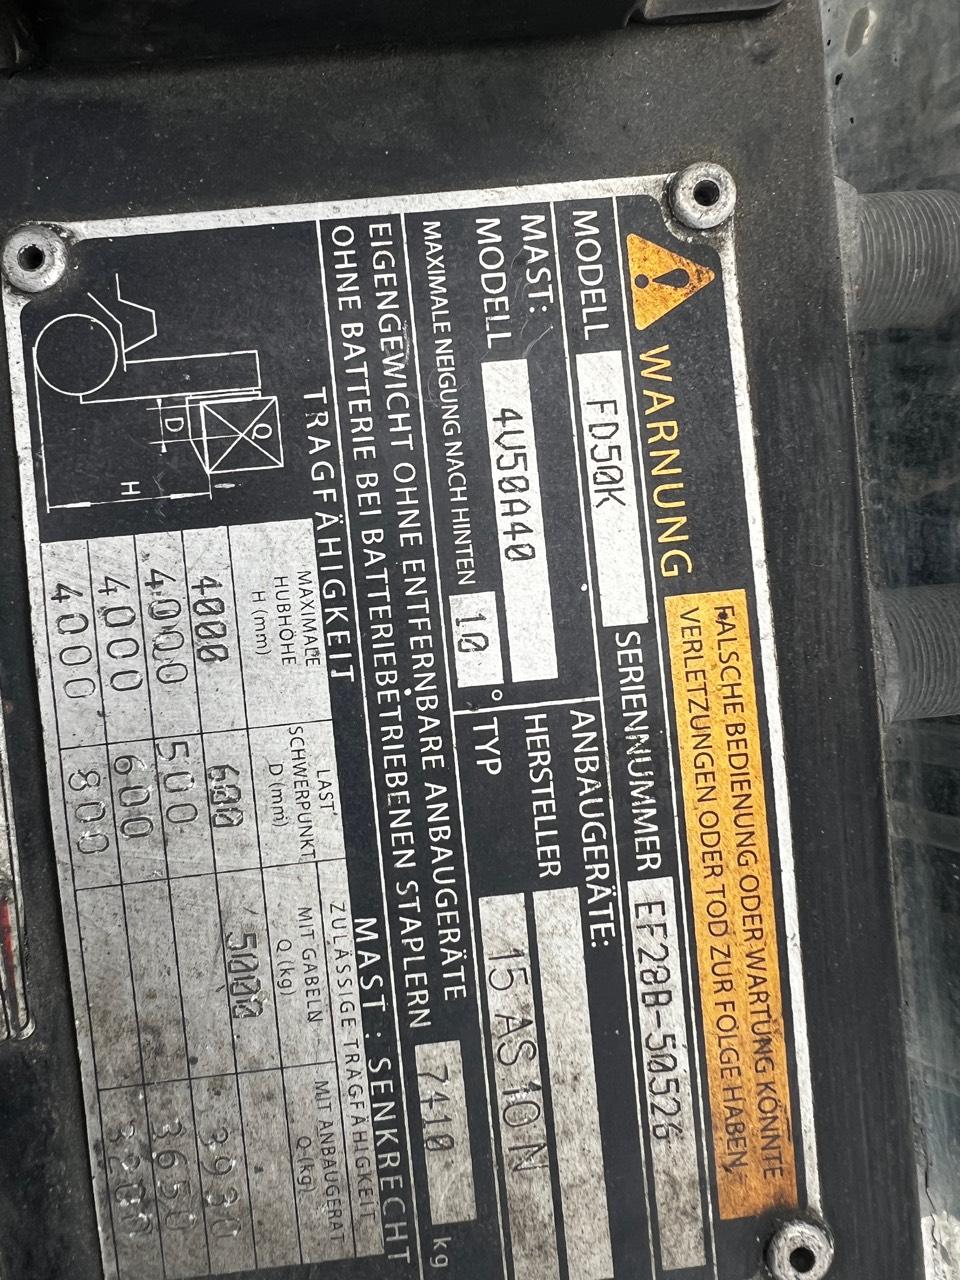 WARNUNG
FALSCHE BEDIENUNG ODER WARTUNG KÖNNTE
VERLETZUNGEN, ODER TOD ZUR FOLGE HABEN.
MODELL FD50K SERIENNUMMER EF28B-50526
MAST:
MODELL 4V50A40
ANBAUGERÄTE:
HERSTELLER
MAXIMALE NEIGUNG NACH HINTEN 10 ° TYP 15 AS 10 N
EIGENGEWICHT OHNE ENTFERNBARE ANBAUGERÄTE
OHNE BATTERIE BEI BATTERIEBETRIEBENEN STAPLERN 7410 kg
TRAGFÄHIGKEIT MAST : SENKRECHT
MAXIMALE HUBHÖHE H (mm)
LAST' SCHWERPUNKT D (mm)
ZULÄSSIGE TRAGFÄHIGKEIT
MIT GABELN Q (kg)
MIT ANBAUGERÄT Q (kg)
4000 600 5000
4000 500 3930
4000 600 3650
4000 800 3200
Q
D
H